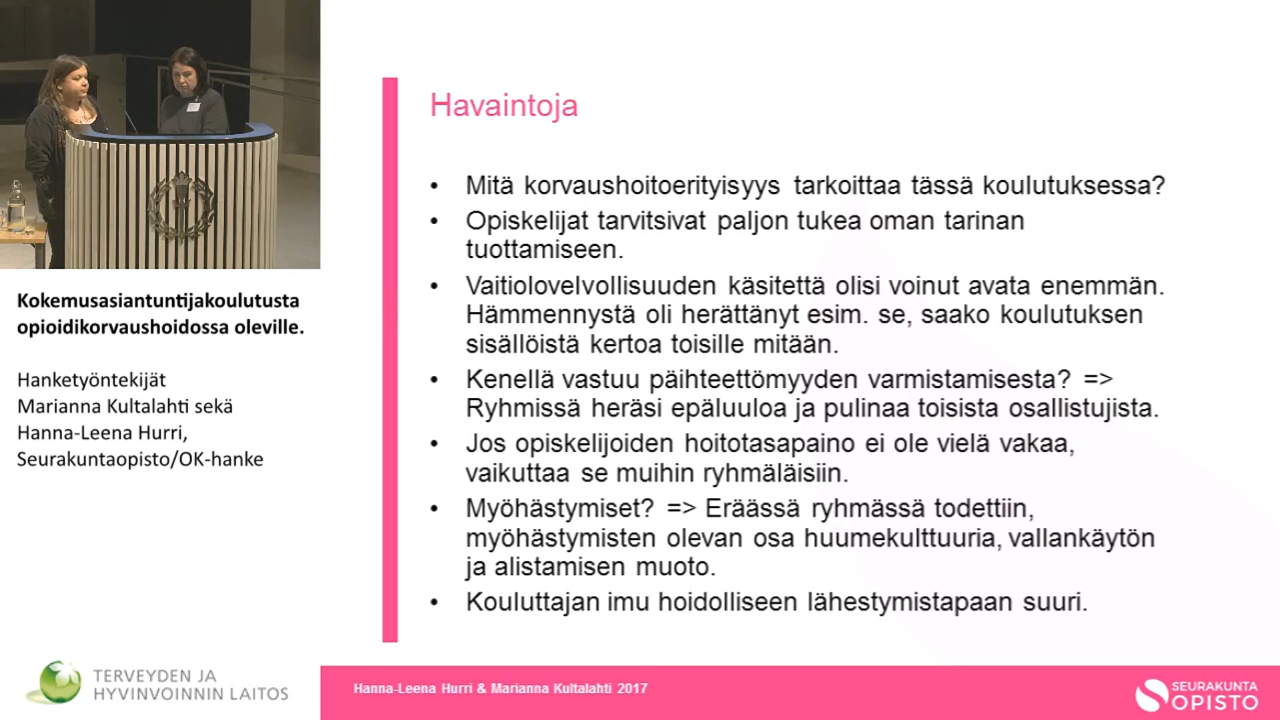 Kokemusasiantuntijakoulutusta
opioidikorvaushoidossa oleville.
Hanketyöntekijät
Marianna Kultalahti sekä
Hanna-Leena Hurri,
Seurakuntaopisto/OK-hanke
TERVEYDEN JA
HYVINVOINNIN LAITOS
Havaintoja
• Mitä korvaushoitoerityisyys tarkoittaa tässä koulutuksessa?
• Opiskelijat tarvitsivat paljon tukea oman tarinan
tuottamiseen.
• Vaitiolovelvollisuuden käsitettä olisi voinut avata enemmän.
Hämmennystä oli herättänyt esim. se, saako koulutuksen
sisällöistä kertoa toisille mitään.
• Kenellä vastuu päihteettömyyden varmistamisesta? =>
Ryhmissä heräsi epäluuloa ja pulinaa toisista osallistujista.
• Jos opiskelijoiden hoitotasapaino ei ole vielä vakaa,
vaikuttaa se muihin ryhmäläisiin.
• Myöhästymiset? => Eräässä ryhmässä todettiin,
myöhästymisten olevan osa huumekulttuuria, vallankäytön
ja alistamisen muoto.
• Kouluttajan imu hoidolliseen lähestymistapaan suuri.
Hanna-Leena Hurri & Marianna Kultalahti 2017
SEURAKUNTA
OPISTO